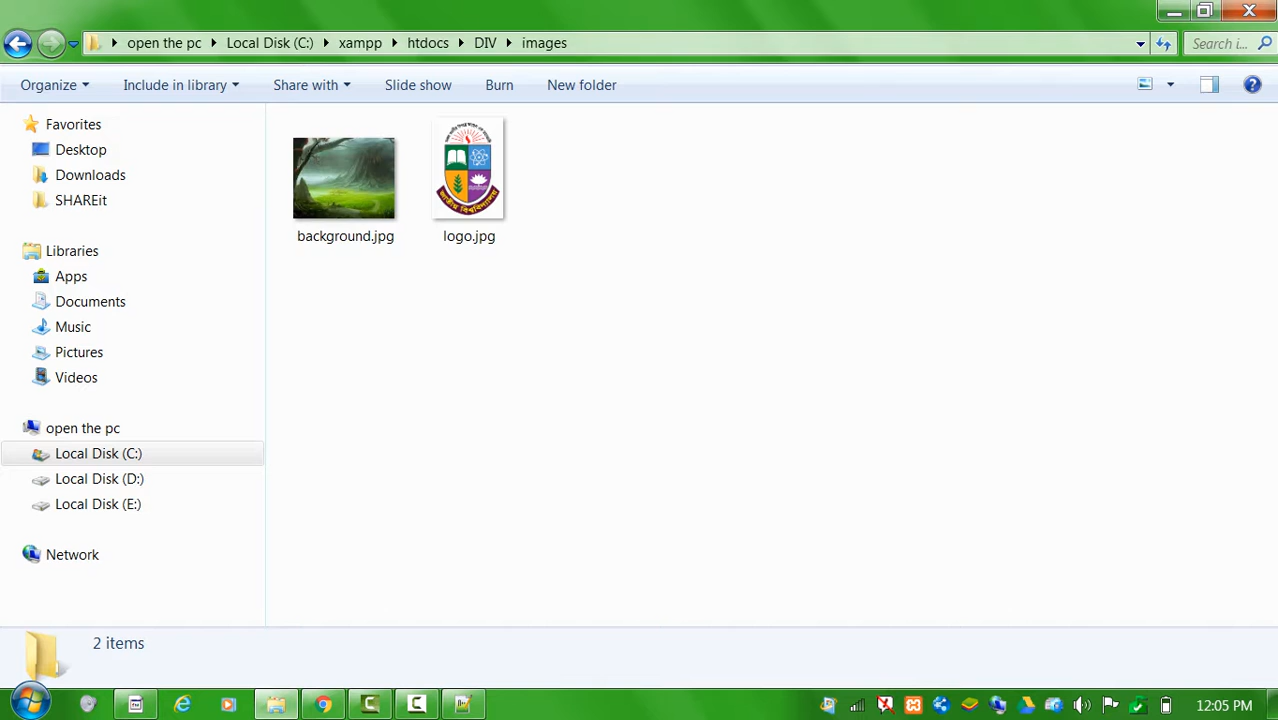 open the pc Local Disk (C:) xampp htdocs DIV images Search i...
Organize Include in library Share with Slide show Burn New folder
Favorites
Desktop
Downloads
SHAREit
Libraries
Apps
Documents
Music
Pictures
Videos
open the pc
Local Disk (C:)
Local Disk (D:)
Local Disk (E:)
Network
জাতীয় বিশ্ববিদ্যালয়
background.jpg logo.jpg
2 items
12:05 PM